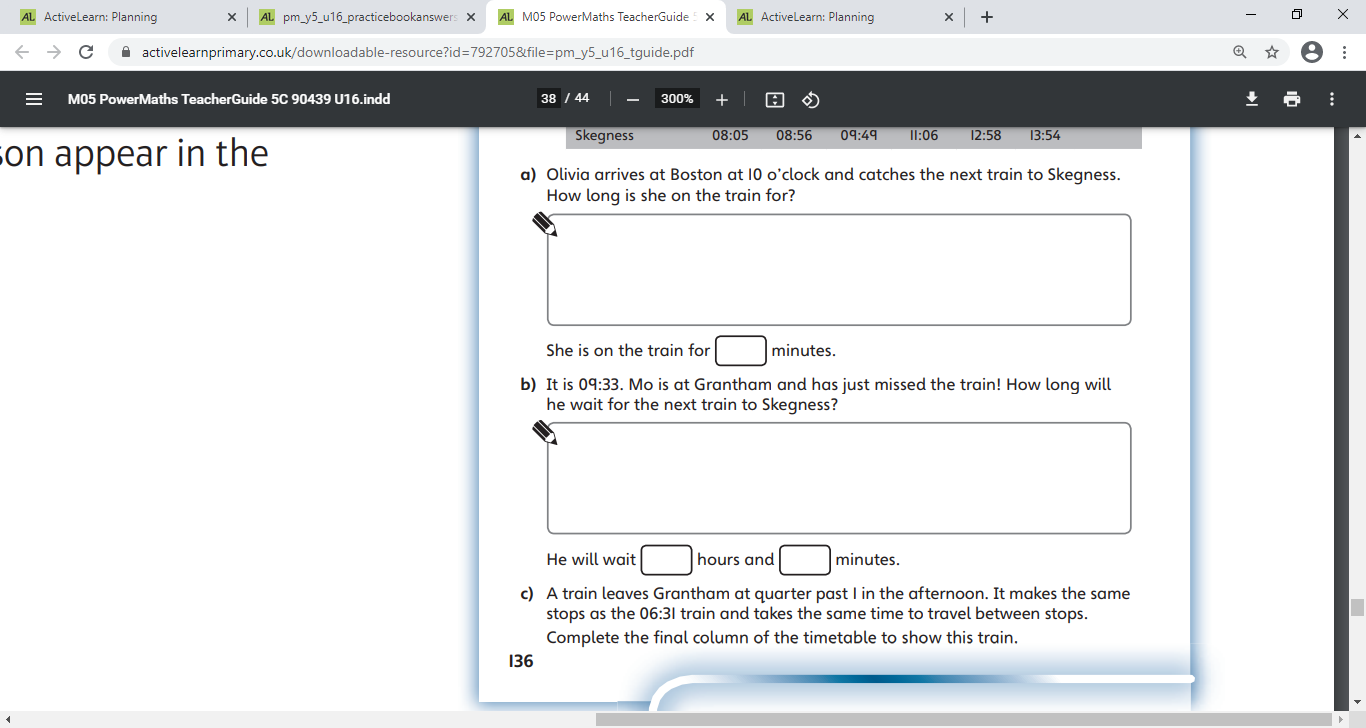 ActiveLearn: Planning
pm_y5_u16_practicebookanswers
M05 PowerMaths TeacherGuide 5
ActiveLearn: Planning
activelearnprimary.co.uk/downloadable-resource?id=792705&file=pm_y5_u16_tguide.pdf
M05 PowerMaths TeacherGuide 5C 90439 U16.indd
38 / 44
300%
son appear in the
Skegness 08:05 08:56 09:49 11:06 12:58 13:54
a) Olivia arrives at Boston at 10 o'clock and catches the next train to Skegness.
How long is she on the train for?
She is on the train for minutes.
b) It is 09:33. Mo is at Grantham and has just missed the train! How long will
he wait for the next train to Skegness?
He will wait hours and minutes.
c) A train leaves Grantham at quarter past 1 in the afternoon. It makes the same
stops as the 06:31 train and takes the same time to travel between stops.
Complete the final column of the timetable to show this train.
136